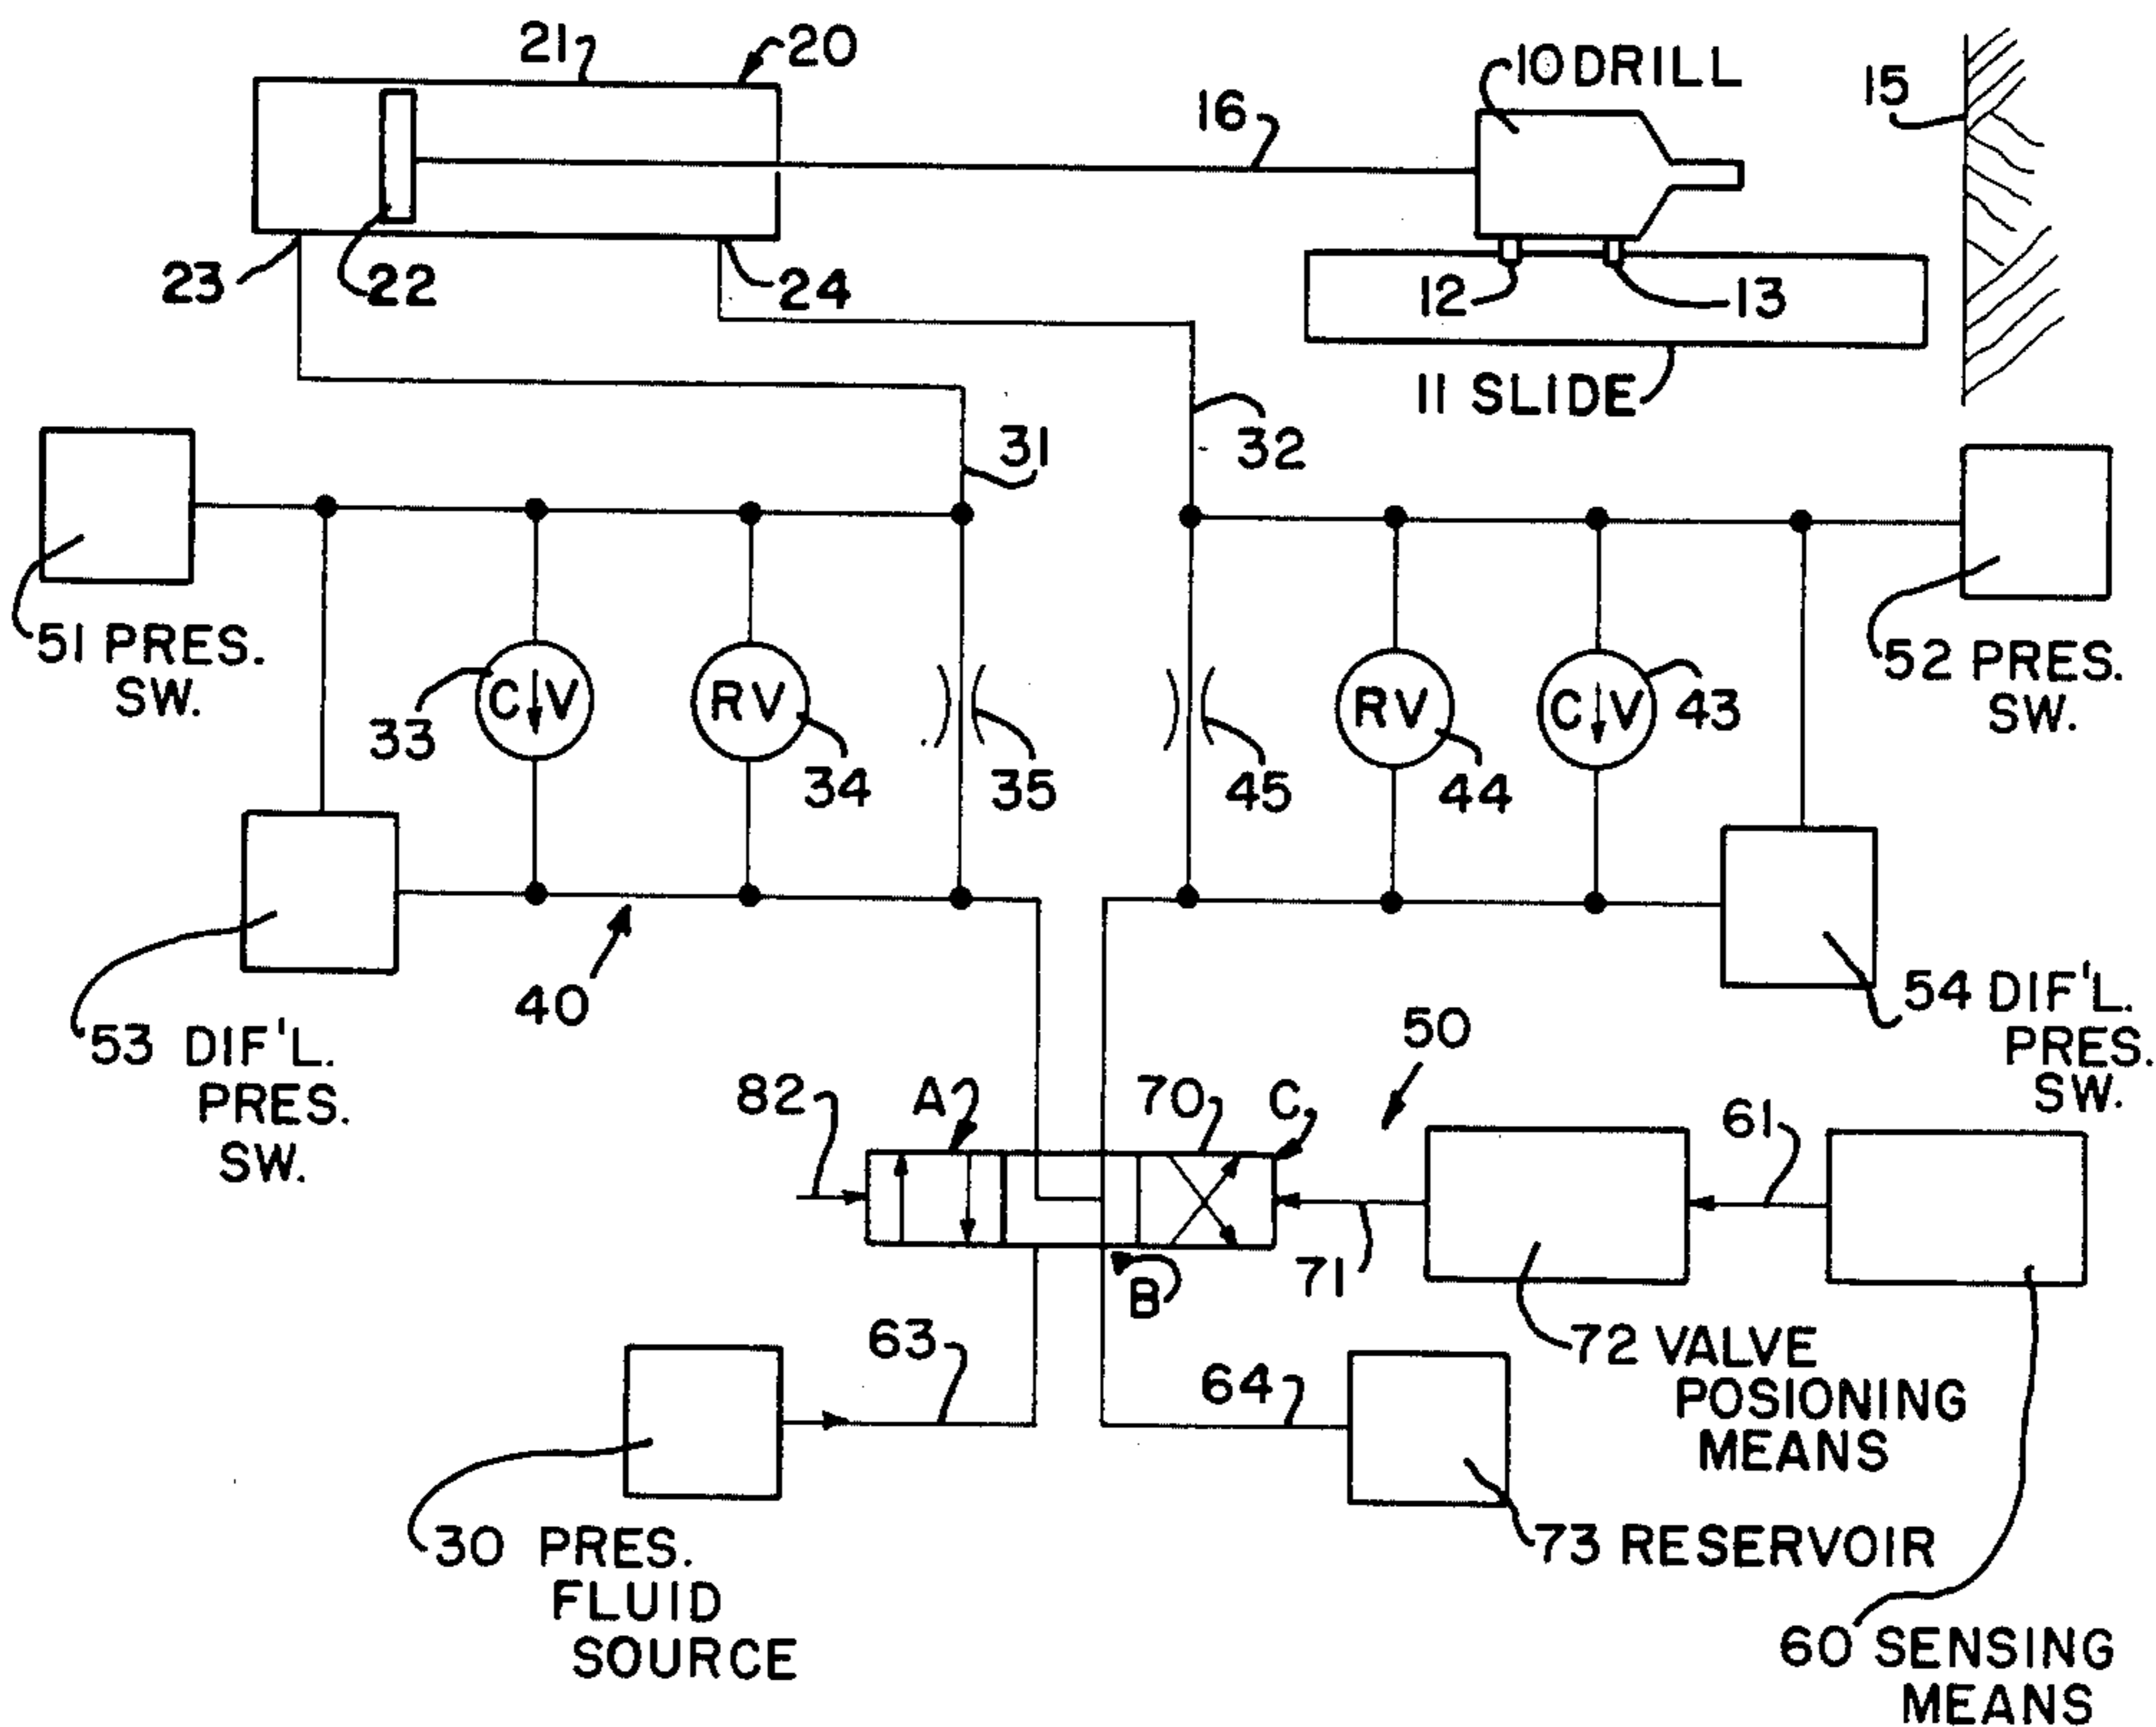 21
20
10 DRILL
15
16
23
22
24
12
13
11 SLIDE
31
32
51 PRES.
SW.
33
C↓V
RV
34
35
45
RV
44
C↓V
43
52 PRES.
SW.
40
53 DIF'L.
PRES.
SW.
54 DIF'L.
PRES.
SW.
50
82
A
70
C
61
B
71
72 VALVE
POSIONING
MEANS
63
64
30 PRES.
FLUID
SOURCE
73 RESERVOIR
60 SENSING
MEANS